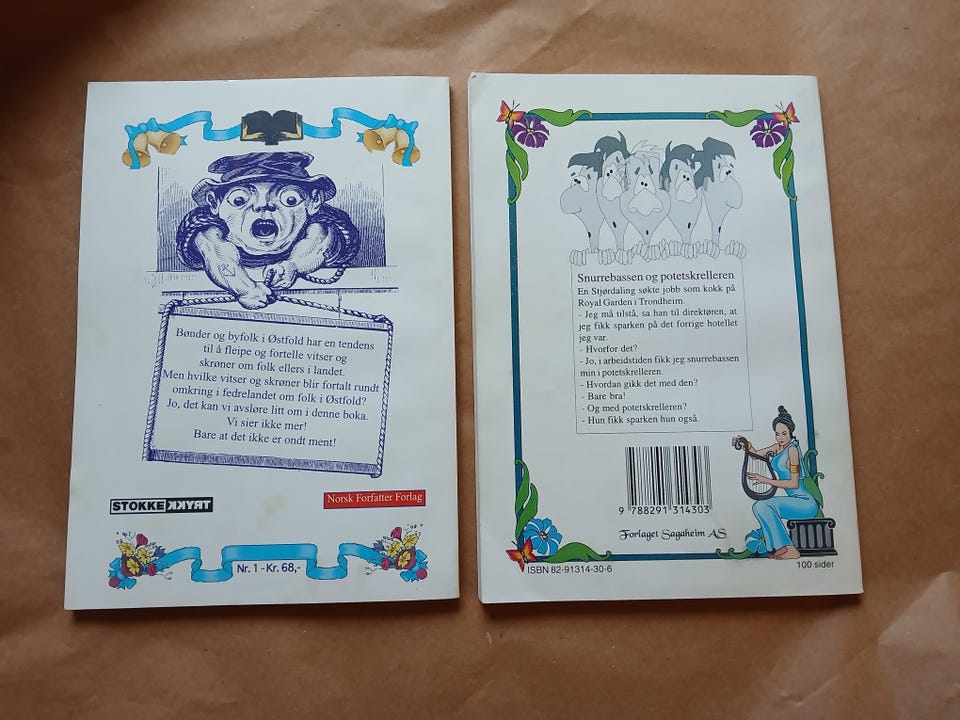 Bønder og byfolk i Østfold har en tendens
til å fleipe og fortelle vitser og
skrøner om folk ellers i landet.
Men hvilke vitser og skrøner blir fortalt rundt
omkring i fedrelandet om folk i Østfold?
Jo, det kan vi avsløre litt om i denne boka.
Vi sier ikke mer!
Bare at det ikke er ondt ment!
STOKKE TRYKK
Norsk Forfatter Forlag
Nr. 1 - Kr. 68,-
Snurrebassen og potetskrelleren
En Stjørdaling søkte jobb som kokk på
Royal Garden i Trondheim.
- Jeg må tilstå, sa han til direktøren, at
jeg fikk sparken på det forrige hotellet
jeg var.
- Hvorfor det?
- Jo, i arbeidstiden fikk jeg snurrebassen
min i potetskrelleren.
- Hvordan gikk det med den?
- Bare bra!
- Og med potetskrelleren?
- Hun fikk sparken hun også.
9 788291 314303
Forlaget Sagaheim AS
ISBN 82-91314-30-6
100 sider